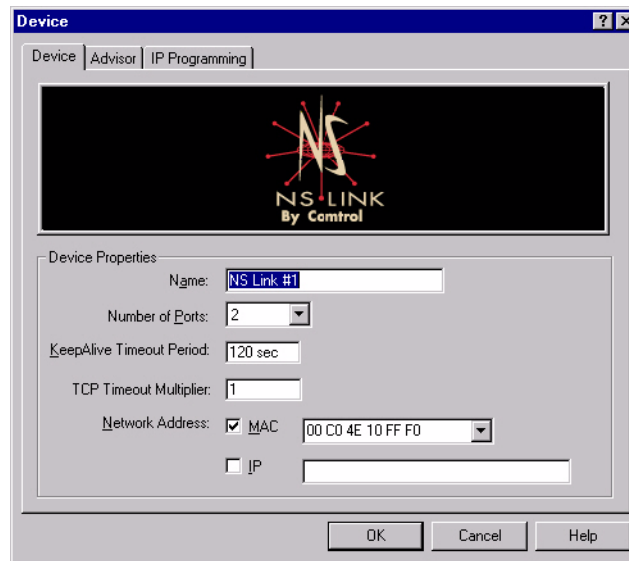 Device
Device Advisor IP Programming
NS
NS LINK
By Comtrol
Device Properties
Name: NS Link #1
Number of Ports: 2
KeepAlive Timeout Period: 120 sec
TCP Timeout Multiplier: 1
Network Address: MAC 00 C0 4E 10 FF F0
IP
OK Cancel Help